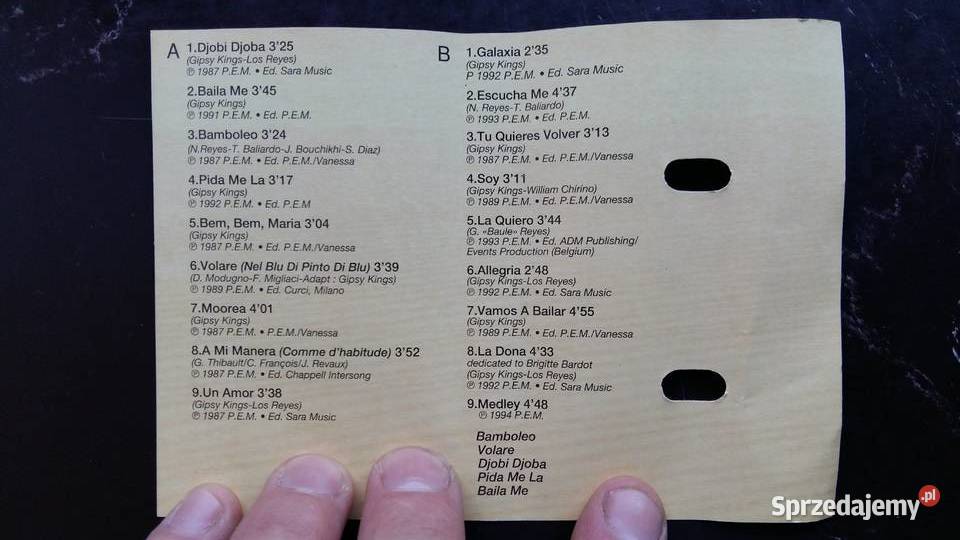 A
1.Djobi Djoba 3'25
(Gipsy Kings-Los Reyes)
℗ 1987 P.E.M. • Ed. Sara Music
2.Baila Me 3'45
(Gipsy Kings)
℗ 1991 P.E.M. • Ed. P.E.M.
3.Bamboleo 3'24
(N.Reyes-T. Baliardo-J. Bouchikhi-S. Diaz)
℗ 1987 P.E.M. • Ed. P.E.M./Vanessa
4.Pida Me La 3'17
(Gipsy Kings)
℗ 1992 P.E.M. • Ed. P.E.M
5.Bem, Bem, Maria 3'04
(Gipsy Kings)
℗ 1987 P.E.M. • Ed. P.E.M./Vanessa
6.Volare (Nel Blu Di Pinto Di Blu) 3'39
(D. Modugno-F. Migliaci-Adapt : Gipsy Kings)
℗ 1989 P.E.M. • Ed. Curci, Milano
7.Moorea 4'01
(Gipsy Kings)
℗ 1987 P.E.M. • P.E.M./Vanessa
8.A Mi Manera (Comme d'habitude) 3'52
(G. Thibault/C. François/J. Revaux)
℗ 1987 P.E.M. • Ed. Chappell Intersong
9.Un Amor 3'38
(Gipsy Kings-Los Reyes)
℗ 1987 P.E.M. • Ed. Sara Music
B
1.Galaxia 2'35
(Gipsy Kings)
P 1992 P.E.M. • Ed. Sara Music
2.Escucha Me 4'37
(N. Reyes-T. Baliardo)
℗ 1993 P.E.M. • Ed. P.E.M.
3.Tu Quieres Volver 3'13
(Gipsy Kings)
℗ 1987 P.E.M. • Ed. P.E.M./Vanessa
4.Soy 3'11
(Gipsy Kings-William Chirino)
℗ 1989 P.E.M. • Ed. P.E.M./Vanessa
5.La Quiero 3'44
(G. «Baule» Reyes)
℗ 1993 P.E.M. • Ed. ADM Publishing/
Events Production (Belgium)
6.Allegria 2'48
(Gipsy Kings-Los Reyes)
℗ 1992 P.E.M. • Ed. Sara Music
7.Vamos A Bailar 4'55
(Gipsy Kings)
℗ 1989 P.E.M. • Ed. P.E.M./Vanessa
8.La Dona 4'33
dedicated to Brigitte Bardot
(Gipsy Kings-Los Reyes)
℗ 1992 P.E.M. • Ed. Sara Music
9.Medley 4'48
℗ 1994 P.E.M.
Bamboleo
Volare
Djobi Djoba
Pida Me La
Baila Me
Sprzedajemy.pl